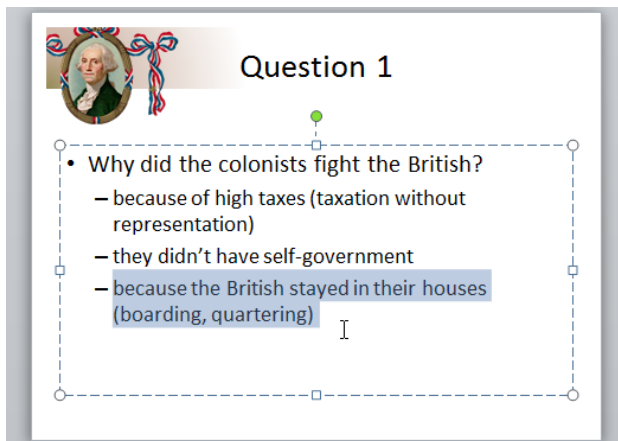 Question 1
• Why did the colonists fight the British?
– because of high taxes (taxation without
representation)
– they didn’t have self-government
– because the British stayed in their houses
(boarding, quartering)